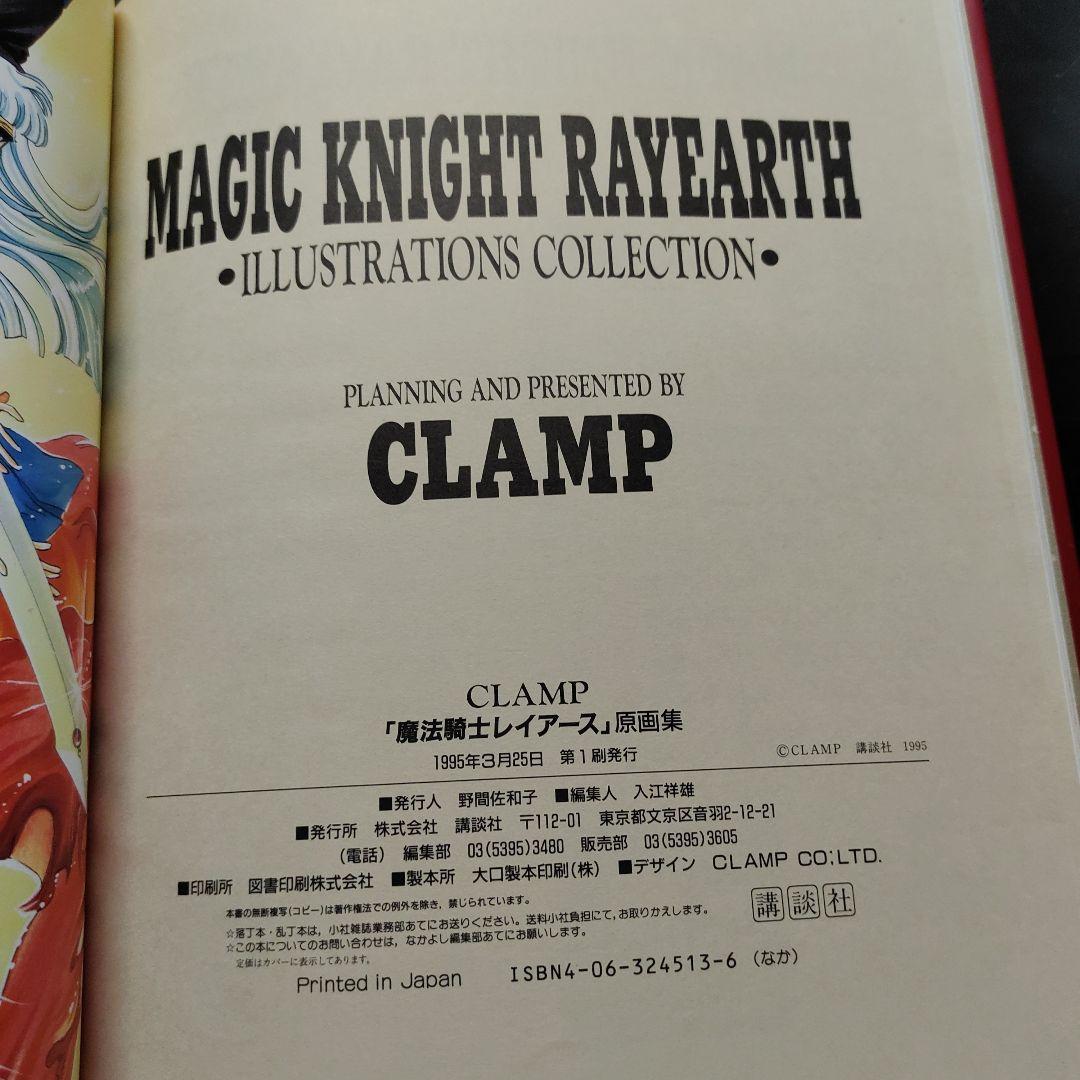 MAGIC KNIGHT RAYEARTH
•ILLUSTRATIONS COLLECTION•
PLANNING AND PRESENTED BY
CLAMP
CLAMP
「魔法騎士レイアース」原画集
1995年3月25日 第1刷発行
©CLAMP 講談社 1995
■発行人 野間佐和子 ■編集人 入江祥雄
■発行所 株式会社 講談社 〒112-01 東京都文京区音羽2-12-21
(電話) 編集部 03(5395)3480 販売部 03(5395)3605
■印刷所 図書印刷株式会社 ■製本所 大口製本印刷(株) ■デザイン CLAMP CO;LTD.
本書の無断複写(コピー)は著作権法での例外を除き、禁じられています。
☆落丁本・乱丁本は、小社雑誌業務部あてにお送りください。送料小社負担にて、お取りかえします。
☆この本についてのお問い合わせは、なかよし編集部あてにお願いします。
定価はカバーに表示してあります。
講談社
Printed in Japan ISBN4-06-324513-6 (なか)